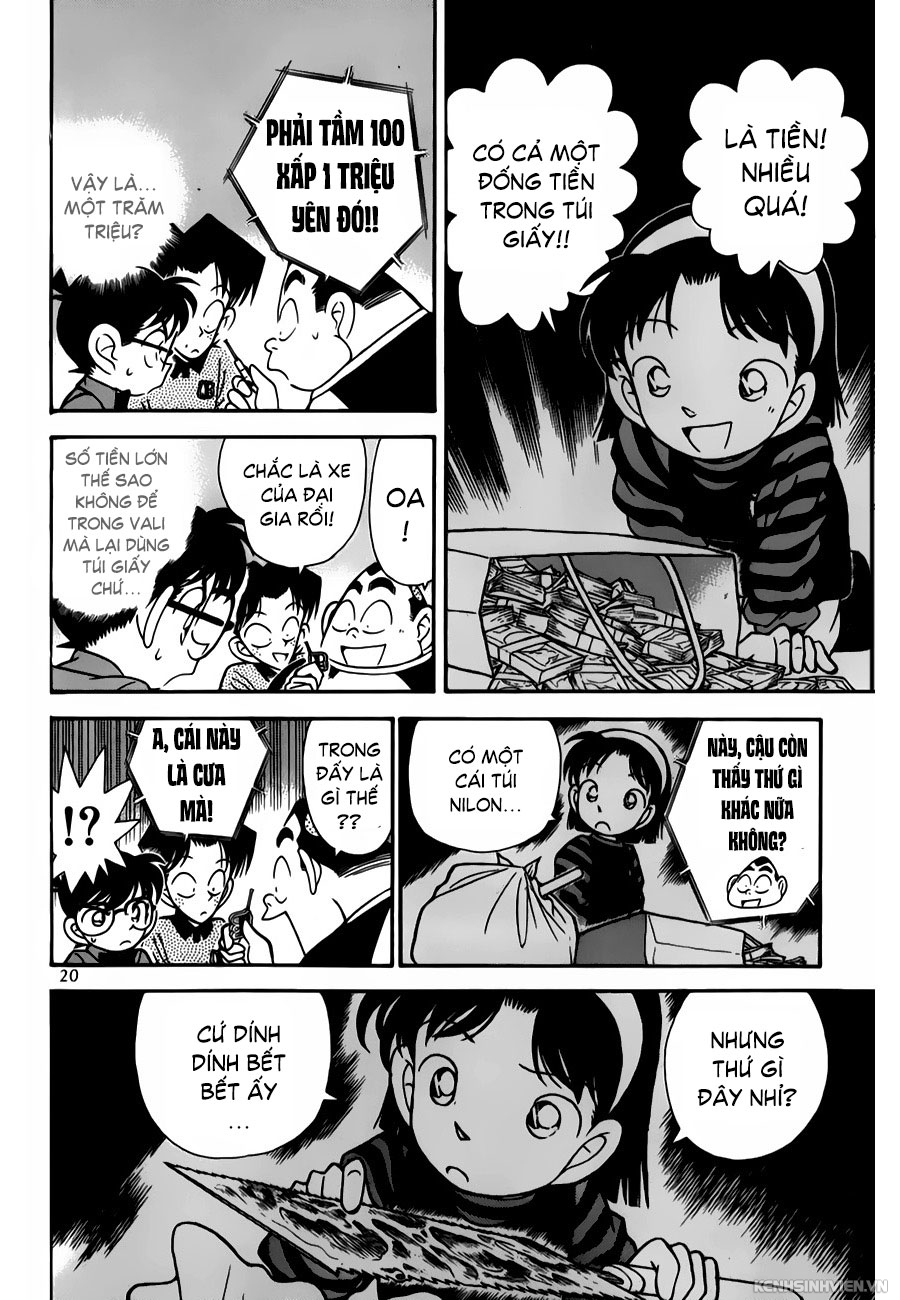 LÀ TIỀN!
NHIỀU
QUÁ!
CÓ CẢ MỘT
ĐỐNG TIỀN
TRONG TÚI
GIẤY!!
PHẢI TẦM 100
XẤP 1 TRIỆU
YÊN ĐÓ!!
VẬY LÀ...
MỘT TRĂM
TRIỆU?
OA
!
CHẮC LÀ XE
CỦA ĐẠI
GIA RỒI!
SỐ TIỀN LỚN
THẾ SAO
KHÔNG ĐỂ
TRONG VALI
MÀ LẠI DÙNG
TÚI GIẤY
CHỨ...
NÀY, CẬU CÒN
THẤY THỨ GÌ
KHÁC NỮA
KHÔNG?
CÓ MỘT
CÁI TÚI
NILON...
TRONG
ĐẤY LÀ
GÌ THẾ
??
A, CÁI NÀY
LÀ CƯA
MÀ!
!?
20
NHƯNG
THỨ GÌ
ĐÂY NHỈ?
CỨ DÍNH
DÍNH BẾT
BẾT ẤY
...
KENHSINHVIEN.VN